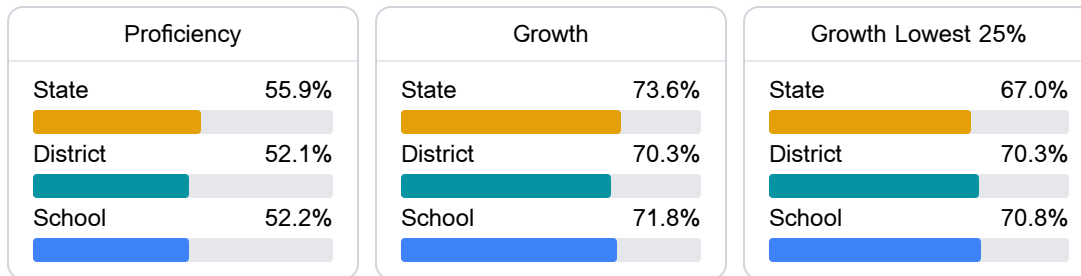 Proficiency
State 55.9%
District 52.1%
School 52.2%
Growth
State 73.6%
District 70.3%
School 71.8%
Growth Lowest 25%
State 67.0%
District 70.3%
School 70.8%